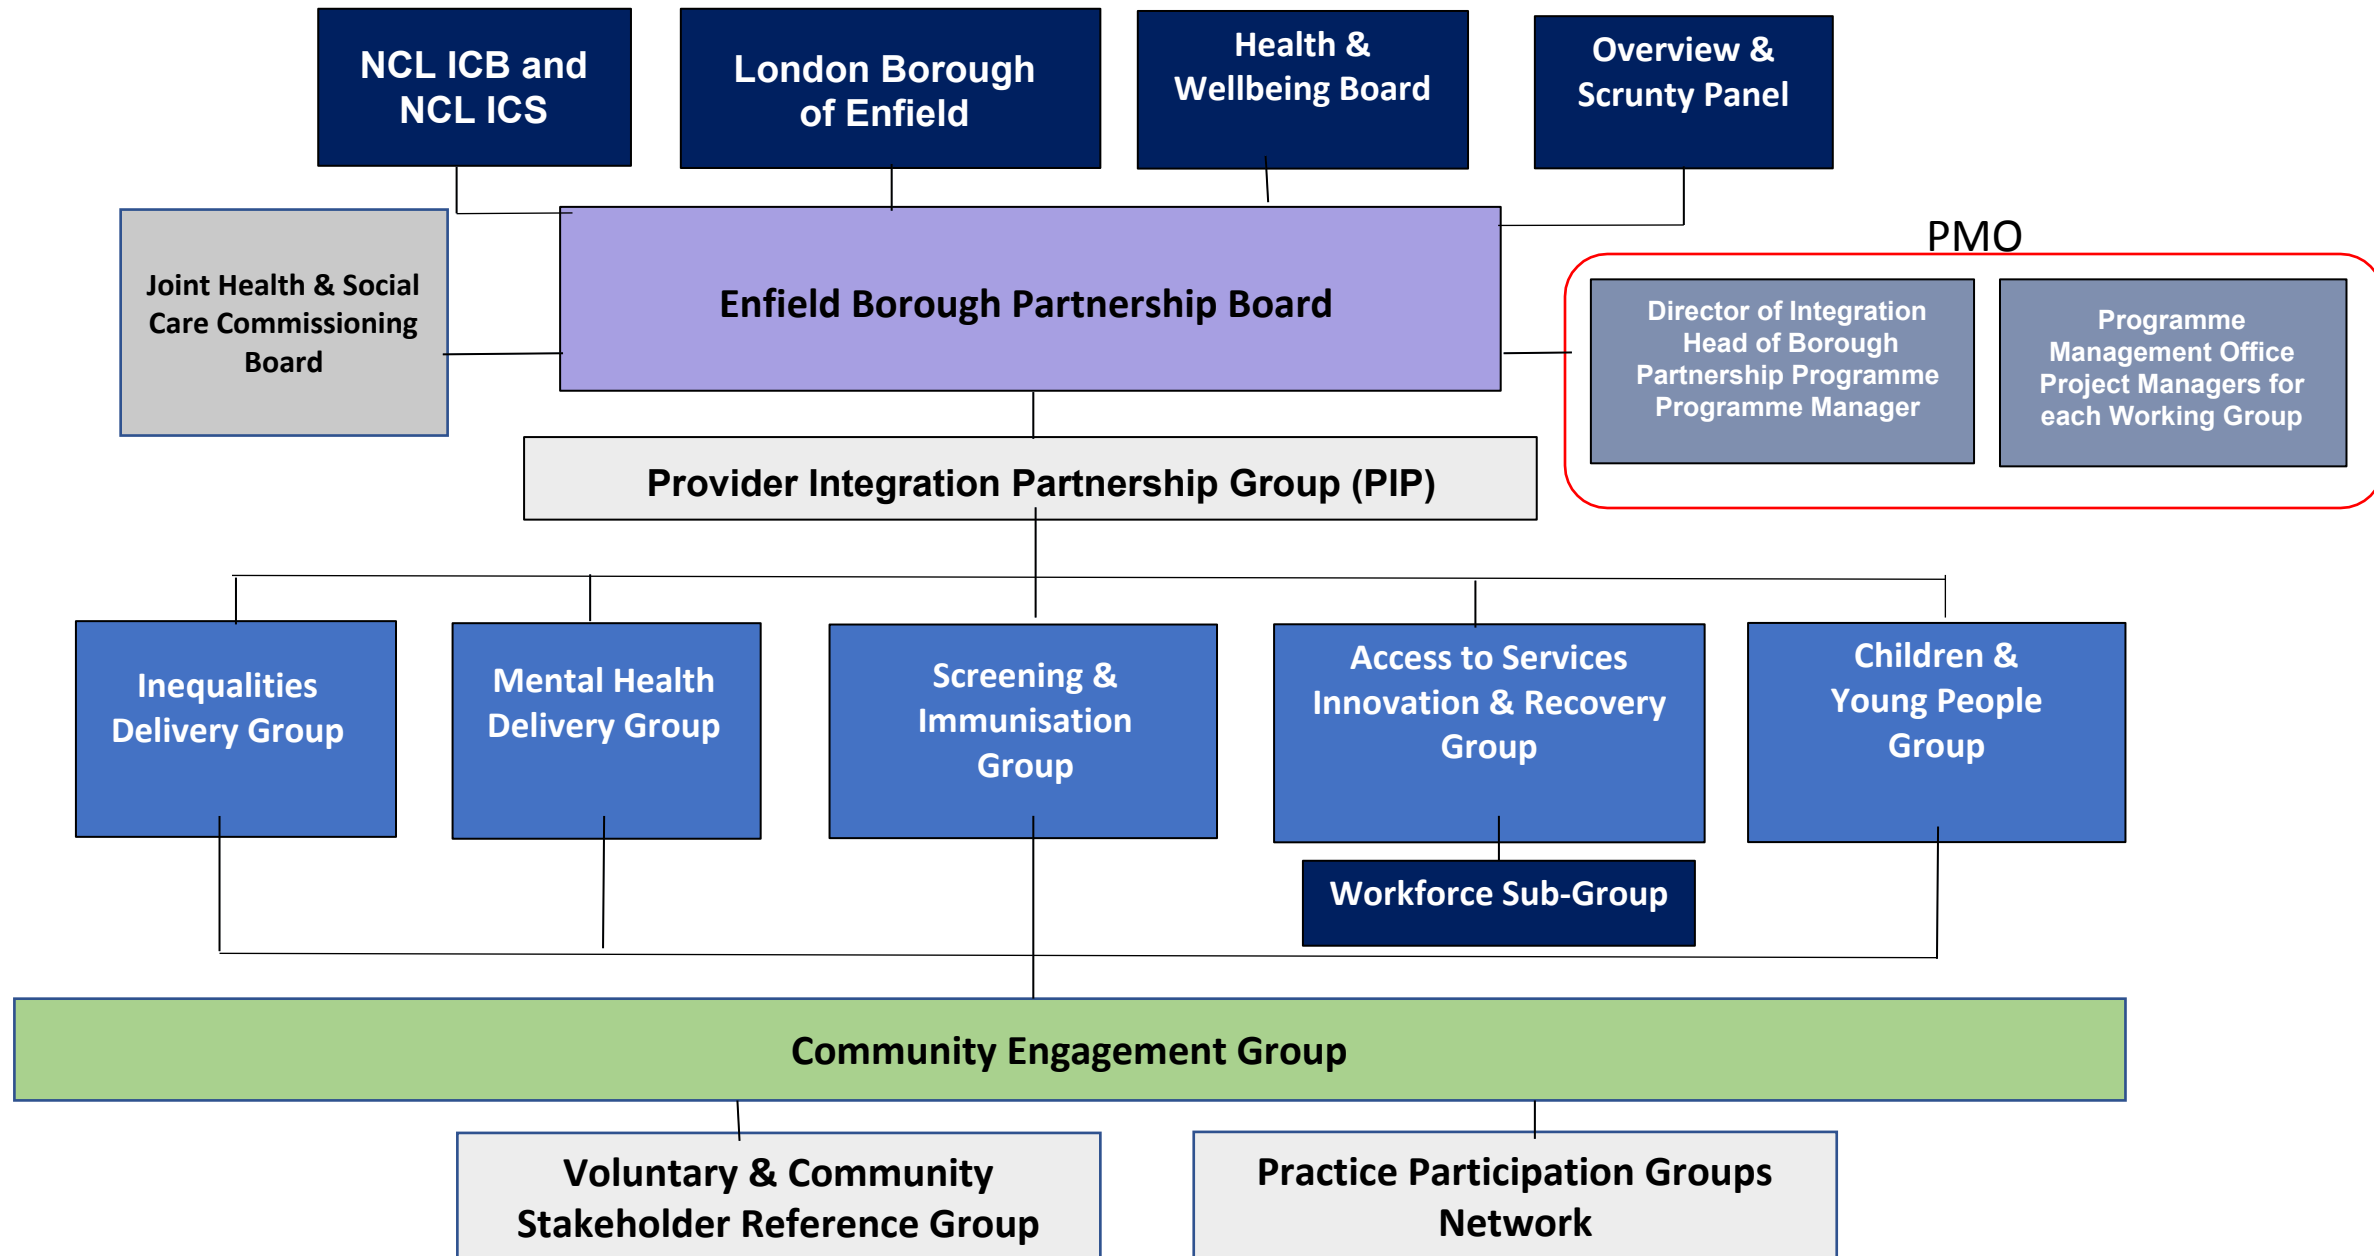 NCL ICB and
NCL ICS
London Borough
of Enfield
Health &
Wellbeing Board
Overview &
Scrunty Panel
Joint Health & Social
Care Commissioning
Board
Enfield Borough Partnership Board
PMO
Director of Integration
Head of Borough
Partnership Programme
Programme Manager
Programme
Management Office
Project Managers for
each Working Group
Provider Integration Partnership Group (PIP)
Inequalities
Delivery Group
Mental Health
Delivery Group
Screening &
Immunisation
Group
Access to Services
Innovation & Recovery
Group
Children &
Young People
Group
Workforce Sub-Group
Community Engagement Group
Voluntary & Community
Stakeholder Reference Group
Practice Participation Groups
Network